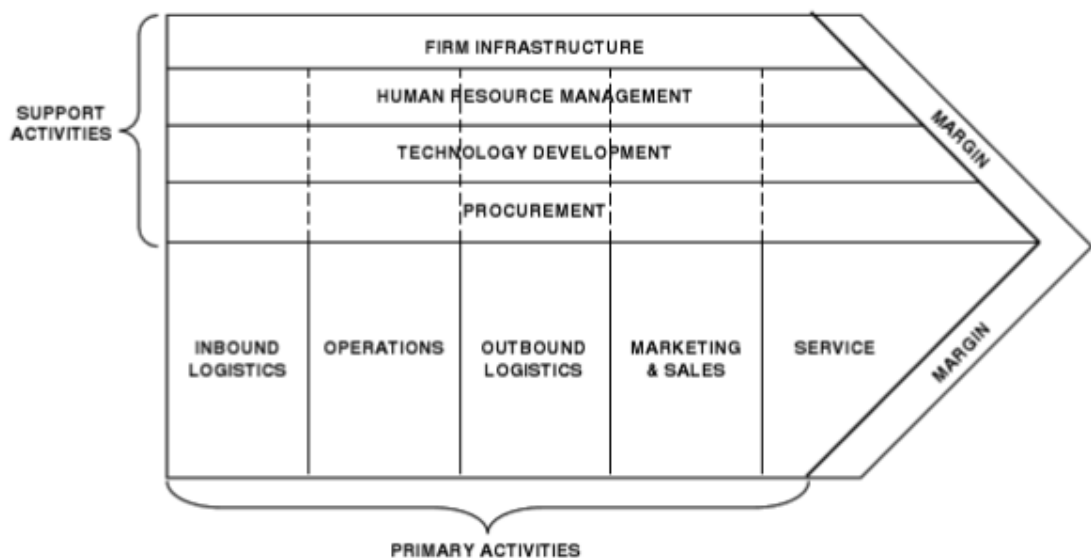 FIRM INFRASTRUCTURE
HUMAN RESOURCE MANAGEMENT
SUPPORT
ACTIVITIES
TECHNOLOGY DEVELOPMENT
PROCUREMENT
MARGIN
INBOUND
LOGISTICS
OPERATIONS
OUTBOUND
LOGISTICS
MARKETING
& SALES
SERVICE
MARGIN
PRIMARY ACTIVITIES